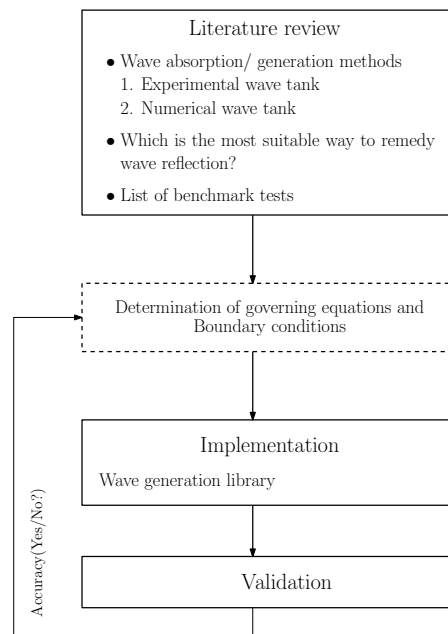 Literature review
• Wave absorption/ generation methods
1. Experimental wave tank
2. Numerical wave tank
• Which is the most suitable way to remedy
wave reflection?
• List of benchmark tests
Determination of governing equations and
Boundary conditions
Implementation
Wave generation library
Accuracy(Yes/No?)
Validation